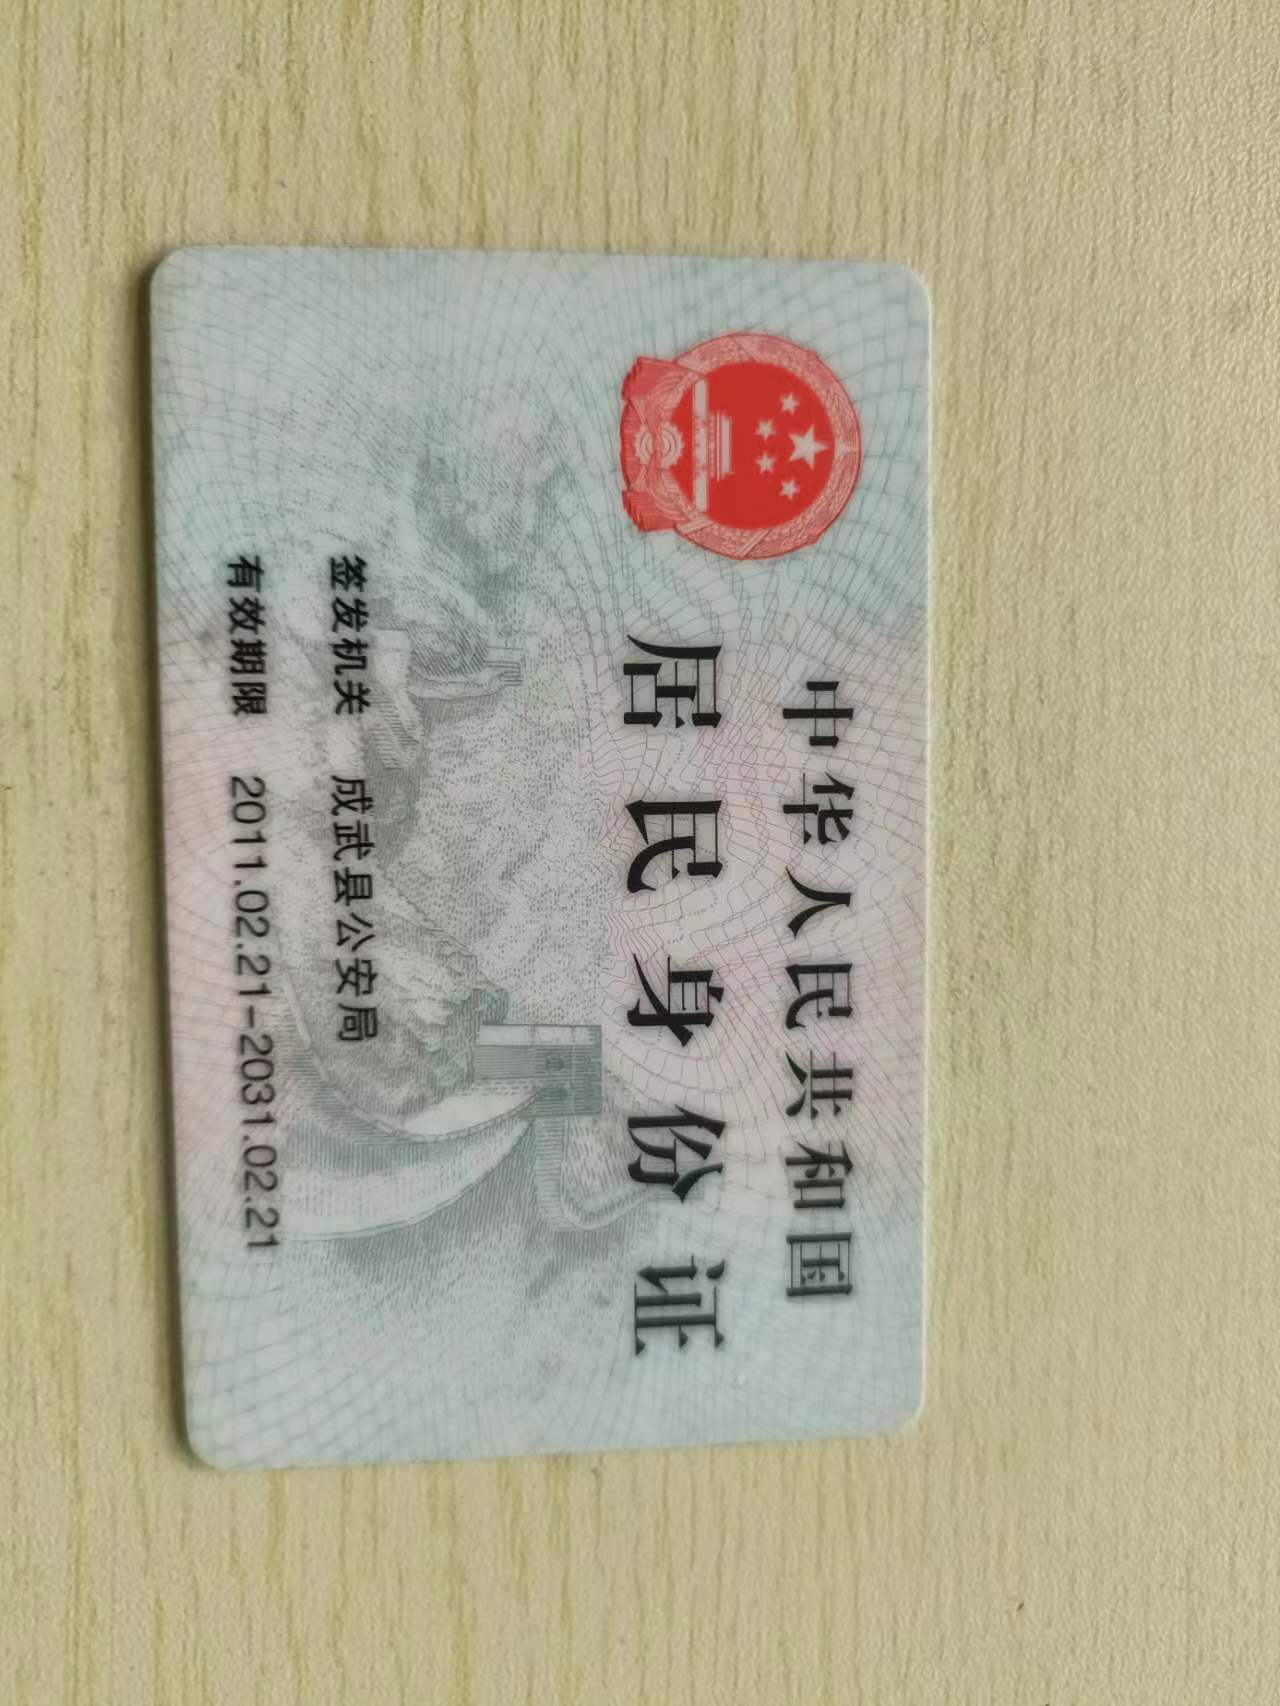 中华人民共和国
居民身份证
签发机关 成武县公安局
有效期限 2011.02.21-2031.02.21